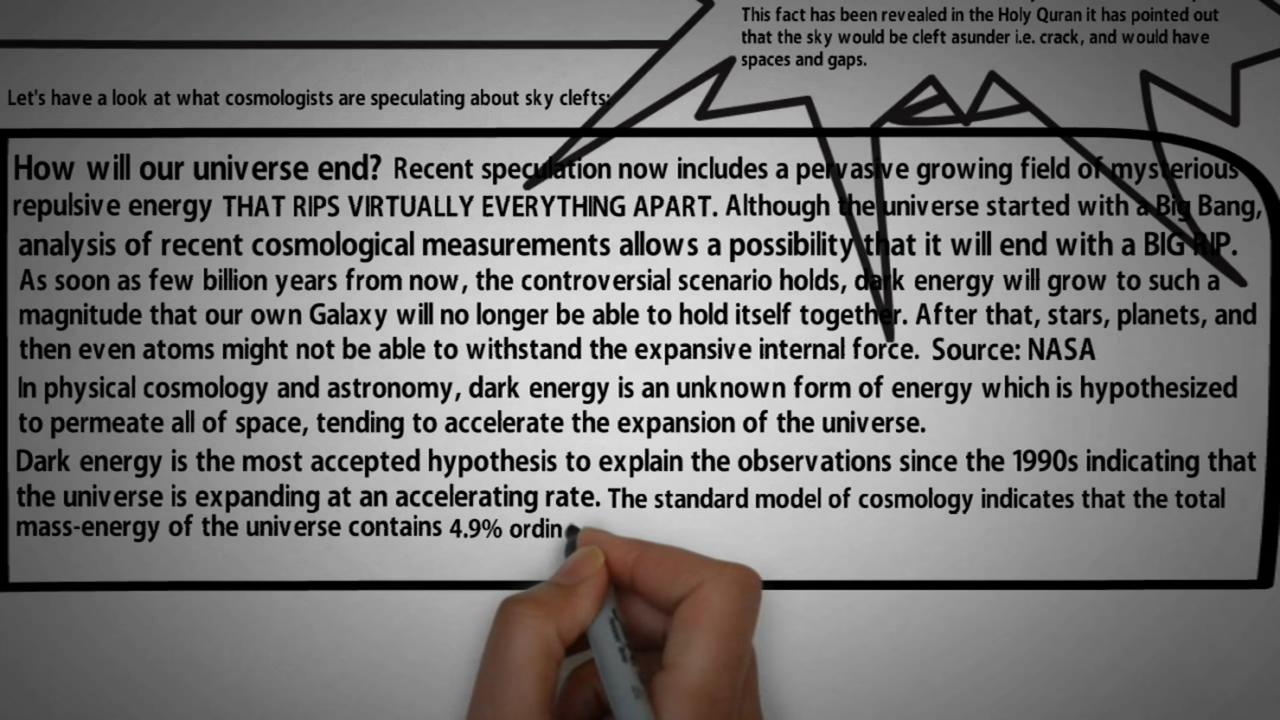 This fact has been revealed in the Holy Quran it has pointed out
that the sky would be cleft asunder i.e. crack, and would have
spaces and gaps.
Let's have a look at what cosmologists are speculating about sky clefts:
How will our universe end? Recent speculation now includes a pervasive growing field of mysterious
repulsive energy THAT RIPS VIRTUALLY EVERYTHING APART. Although the universe started with a Big Bang,
analysis of recent cosmological measurements allows a possibility that it will end with a BIG RIP.
As soon as few billion years from now, the controversial scenario holds, dark energy will grow to such a
magnitude that our own Galaxy will no longer be able to hold itself together. After that, stars, planets, and
then even atoms might not be able to withstand the expansive internal force. Source: NASA
In physical cosmology and astronomy, dark energy is an unknown form of energy which is hypothesized
to permeate all of space, tending to accelerate the expansion of the universe.
Dark energy is the most accepted hypothesis to explain the observations since the 1990s indicating that
the universe is expanding at an accelerating rate. The standard model of cosmology indicates that the total
mass-energy of the universe contains 4.9% ordin